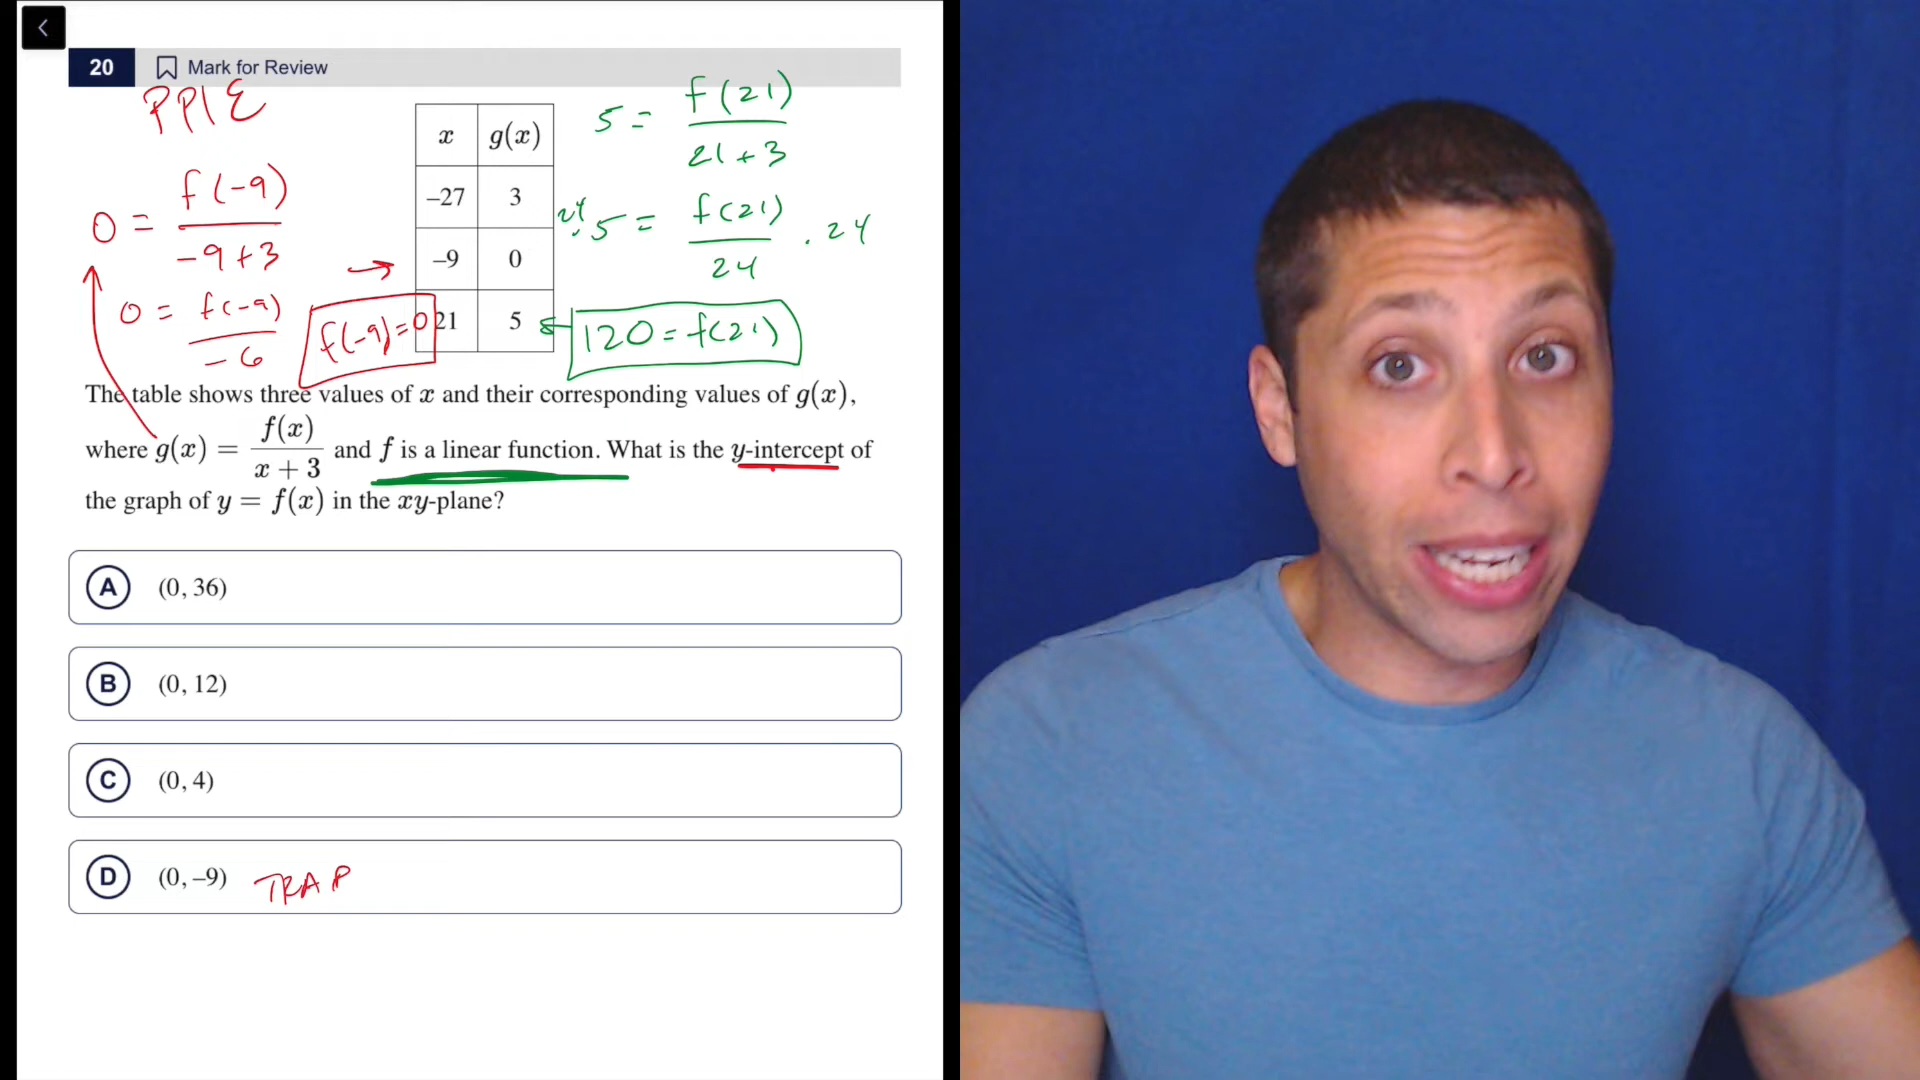 20 Mark for Review
PPIE
x g(x)
-27 3
-9 0
21 5
0 = f(-9) / -9+3
0 = f(-9) / -6
f(-9)=0
5 = f(21) / 21+3
24·5 = f(21) / 24 · 24
120=f(21)
The table shows three values of x and their corresponding values of g(x),
where g(x) = f(x) / x + 3 and f is a linear function. What is the y-intercept of
the graph of y = f(x) in the xy-plane?
A (0, 36)
B (0, 12)
C (0, 4)
D (0, –9) TRAP